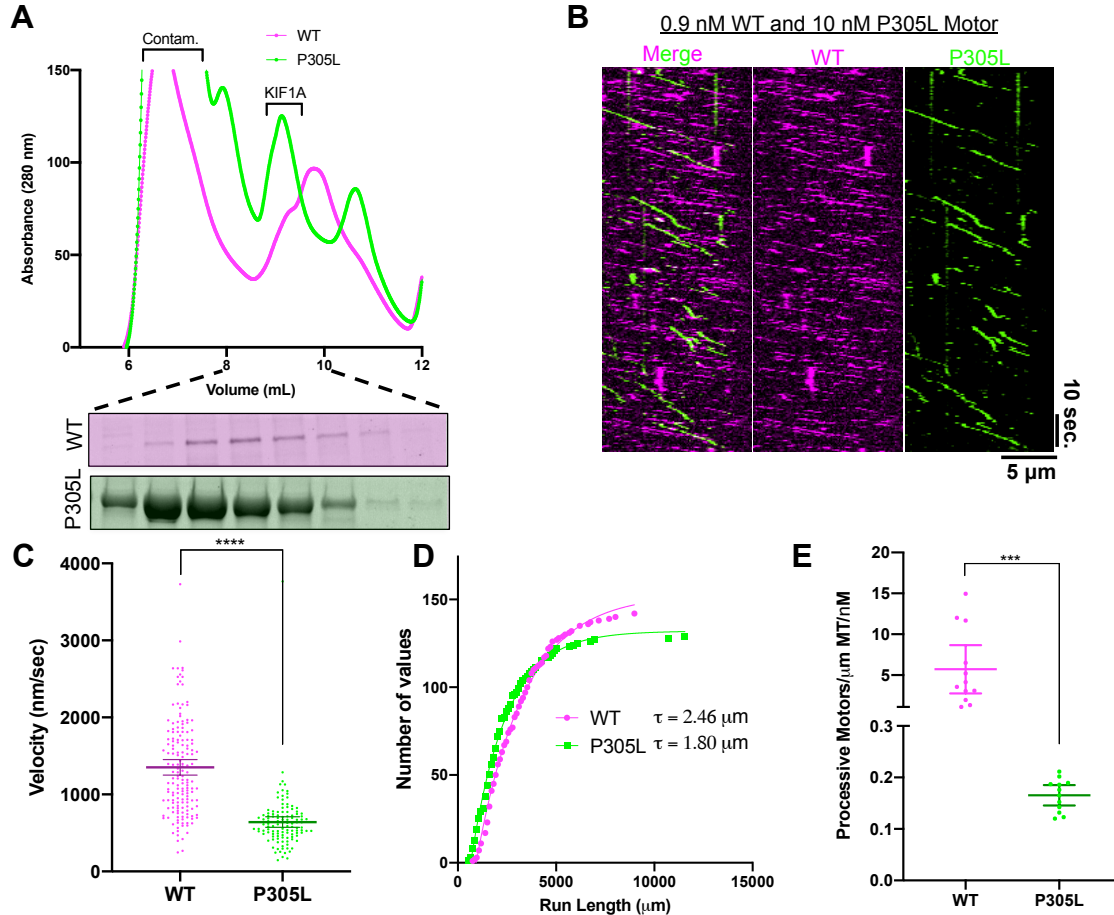 A
Contam.
WT
P305L
KIF1A
150
100
50
0
Absorbance (280 nm)
6
8
10
12
Volume (mL)
WT
P305L
B
0.9 nM WT and 10 nM P305L Motor
Merge
WT
P305L
10 sec.
5 μm
C
****
4000
3000
2000
1000
0
Velocity (nm/sec)
WT
P305L
D
150
100
50
0
Number of values
WT τ = 2.46 μm
P305L τ = 1.80 μm
0
5000
10000
15000
Run Length (μm)
E
***
20
15
10
5
0.3
0.2
0.1
0.0
Processive Motors/μm MT/nM
WT
P305L